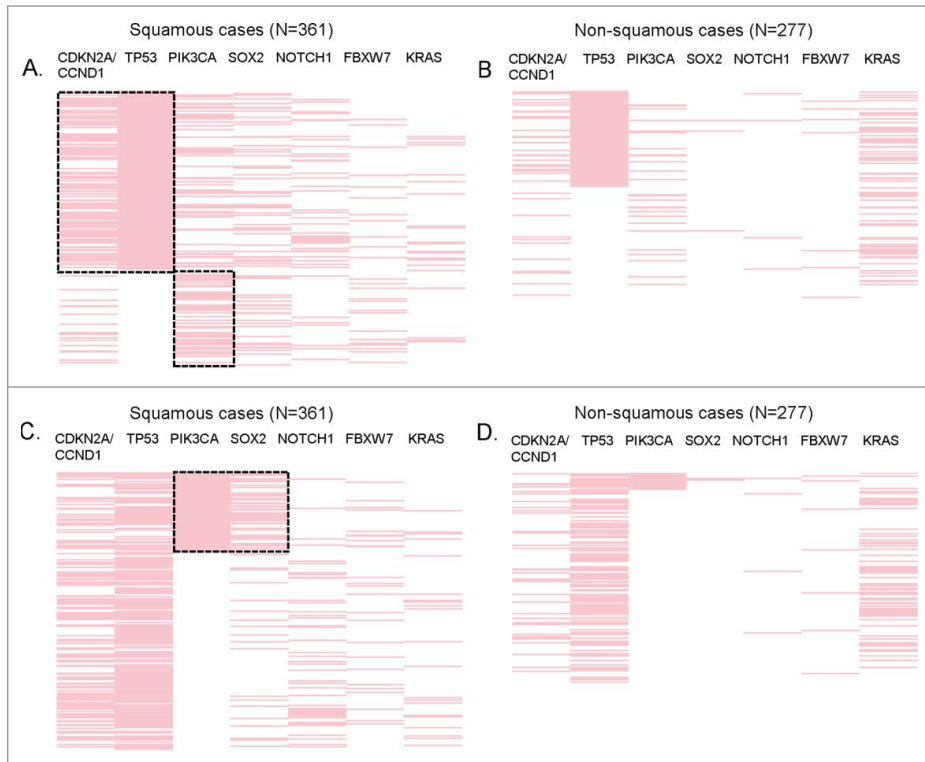 Squamous cases (N=361)
A.
CDKN2A/ TP53 PIK3CA SOX2 NOTCH1 FBXW7 KRAS
CCND1
Non-squamous cases (N=277)
B
CDKN2A/ TP53 PIK3CA SOX2 NOTCH1 FBXW7 KRAS
CCND1
Squamous cases (N=361)
C.
CDKN2A/ TP53 PIK3CA SOX2 NOTCH1 FBXW7 KRAS
CCND1
Non-squamous cases (N=277)
D.
CDKN2A/ TP53 PIK3CA SOX2 NOTCH1 FBXW7 KRAS
CCND1